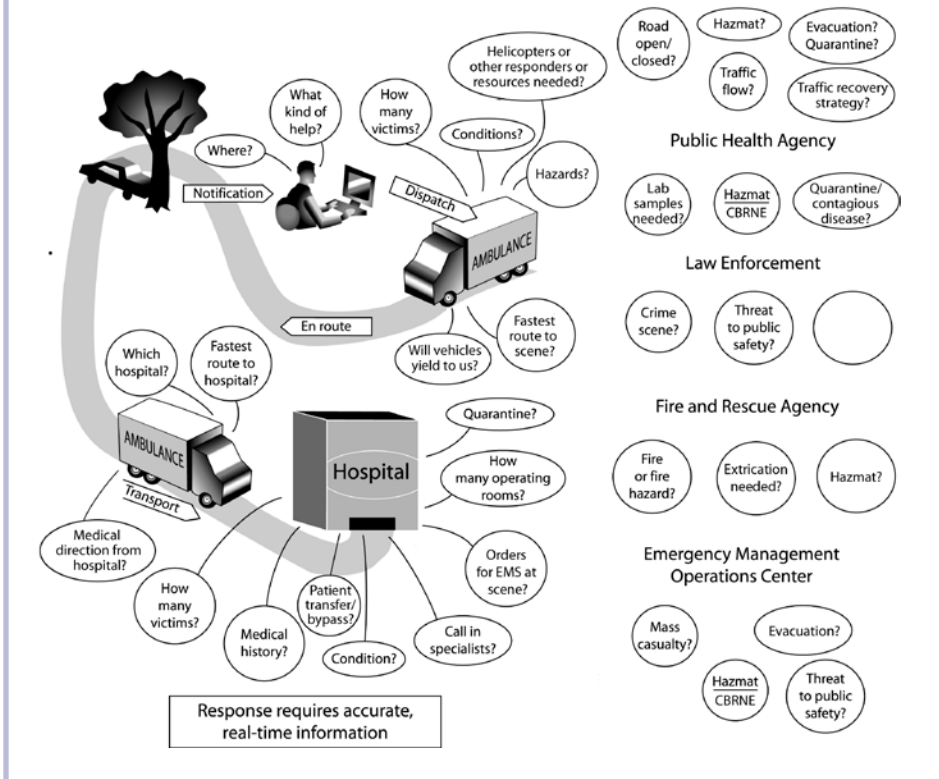 Helicopters or
other responders or
resources needed?
What
kind of
help?
How
many
victims?
Conditions?
Where?
Hazards?
Notification
Dispatch
AMBULANCE
En route
Will vehicles
yield to us?
Fastest
route to
scene?
Which
hospital?
Fastest
route to
hospital?
AMBULANCE
Transport
Medical
direction from
hospital?
Hospital
Quarantine?
How
many operating
rooms?
Orders
for EMS at
scene?
How
many
victims?
Medical
history?
Patient
transfer/
bypass?
Condition?
Call in
specialists?
Response requires accurate,
real-time information
Road
open/
closed?
Hazmat?
Evacuation?
Quarantine?
Traffic
flow?
Traffic recovery
strategy?
Public Health Agency
Lab
samples
needed?
Hazmat
CBRNE
Quarantine/
contagious
disease?
Law Enforcement
Crime
scene?
Threat
to public
safety?
Fire and Rescue Agency
Fire
or fire
hazard?
Extrication
needed?
Hazmat?
Emergency Management
Operations Center
Mass
casualty?
Evacuation?
Hazmat
CBRNE
Threat
to public
safety?